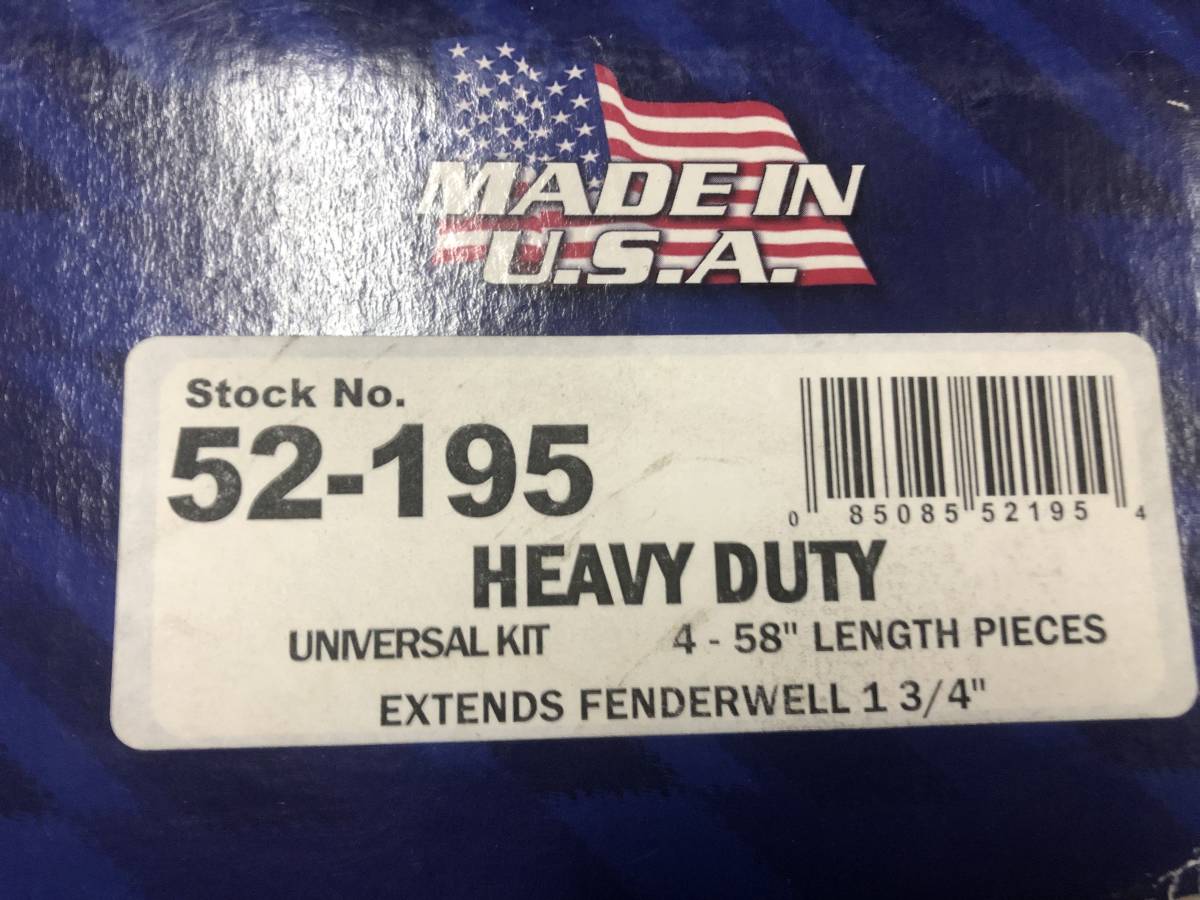 MADE IN
U.S.A.
Stock No.
52-195
0 85085 52195 4
HEAVY DUTY
UNIVERSAL KIT 4 - 58" LENGTH PIECES
EXTENDS FENDERWELL 1 3/4"